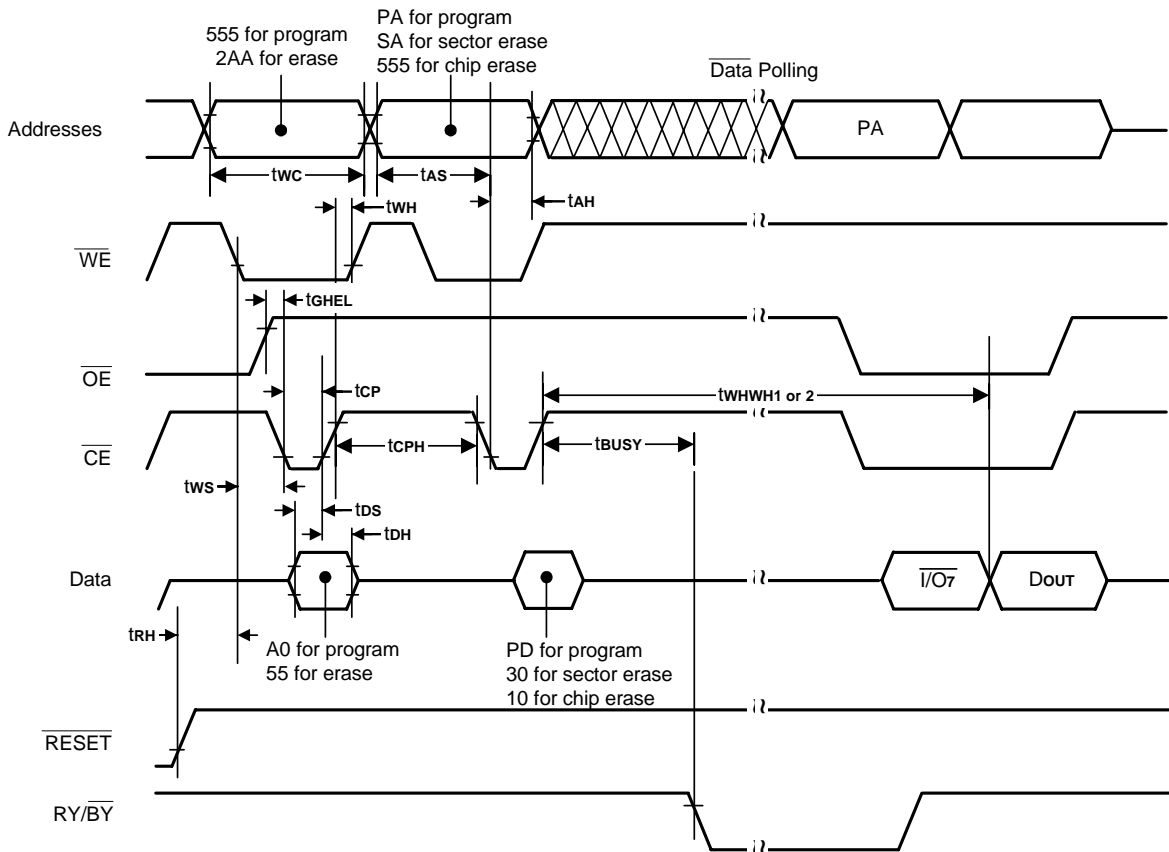 555 for program
2AA for erase
PA for program
SA for sector erase
555 for chip erase
Data Polling
Addresses
PA
tWC
tAS
tAH
tWH
WE
tGHEL
OE
tCP
tWHWH1 or 2
CE
tCPH
tBUSY
tWS
tDS
tDH
Data
I/O7
DOUT
tRH
A0 for program
55 for erase
PD for program
30 for sector erase
10 for chip erase
RESET
RY/BY